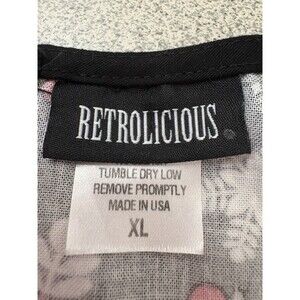 RETROLICIOUS
TUMBLE DRY LOW
REMOVE PROMPTLY
MADE IN USA
XL